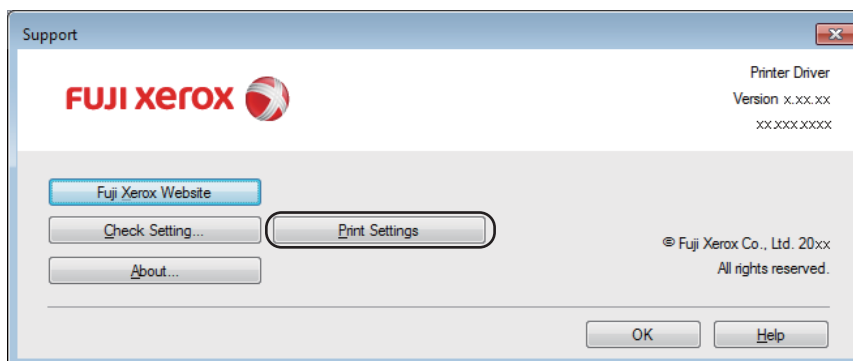 Support
FUJI xerox
Printer Driver
Version x.xx.xx
xx.xxx.xxxx
Fuji Xerox Website
Check Setting...
Print Settings
About...
© Fuji Xerox Co., Ltd. 20xx
All rights reserved.
OK
Help